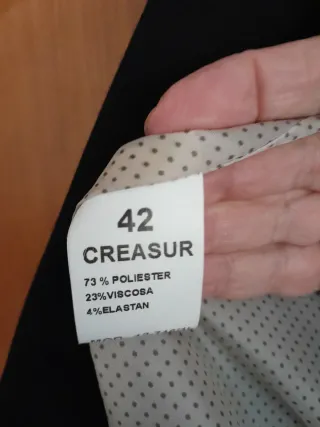 42
CREASUR
73 % POLIESTER
23%VISCOSA
4%ELASTAN